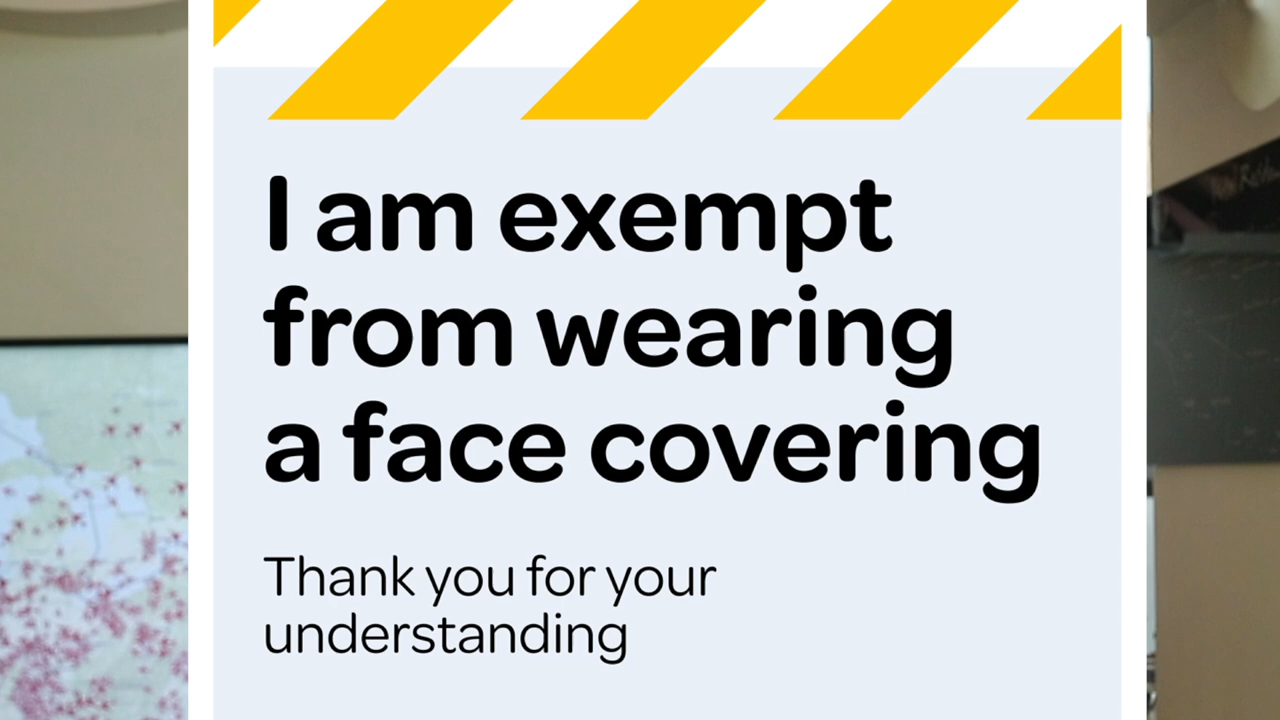 I am exempt
from wearing
a face covering
Thank you for your
understanding